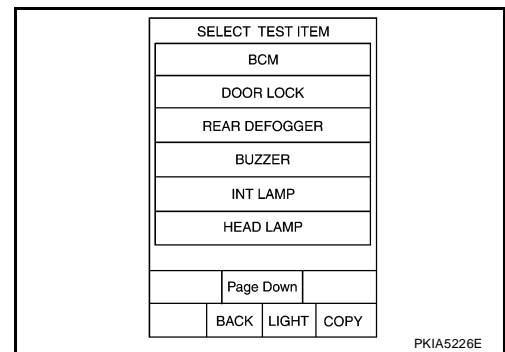 SELECT TEST ITEM
BCM
DOOR LOCK
REAR DEFOGGER
BUZZER
INT LAMP
HEAD LAMP
Page Down
BACK LIGHT COPY
PKIA5226E